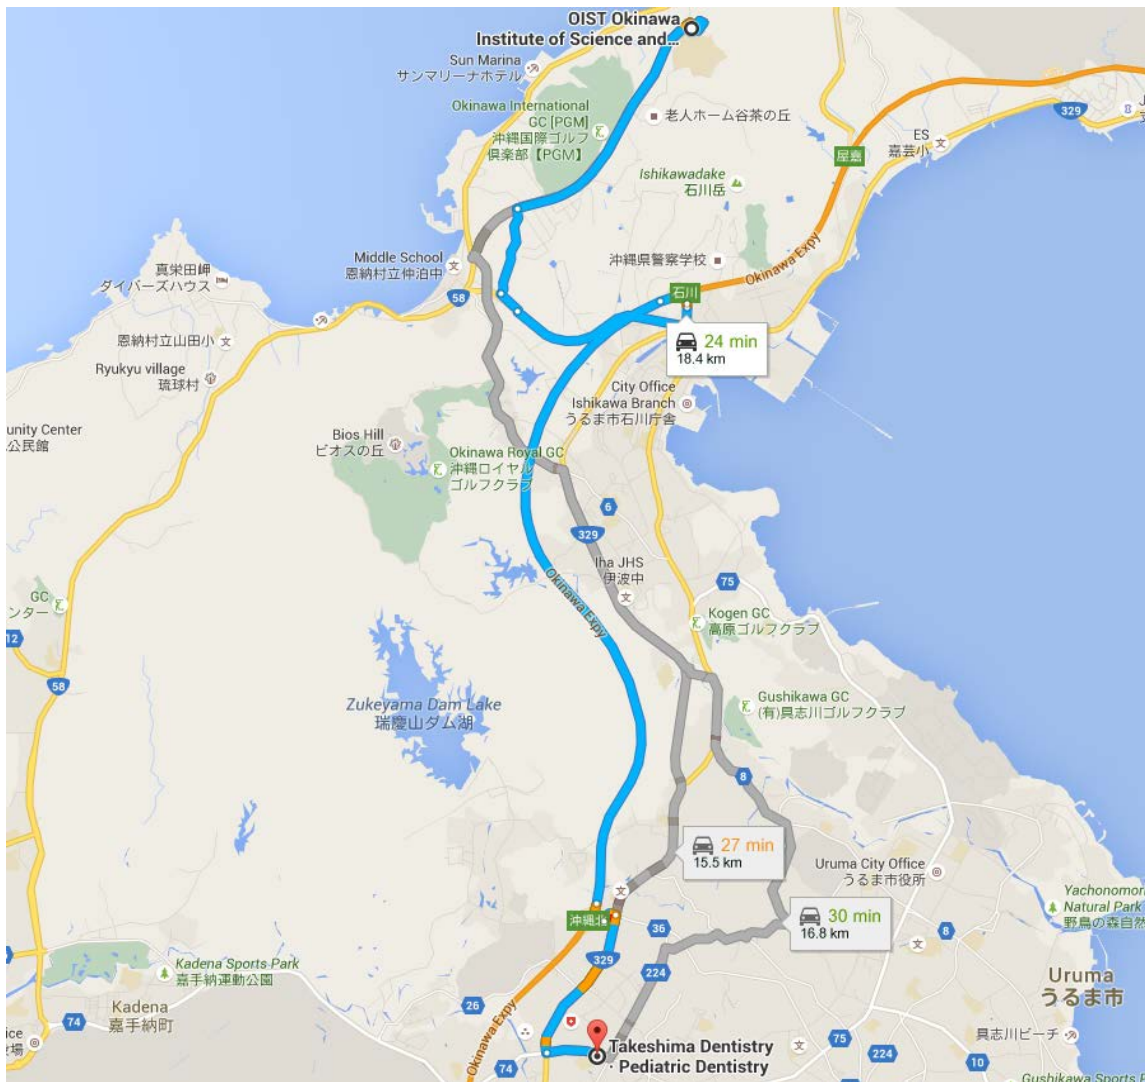 OIST Okinawa
Institute of Science and...
Sun Marina
サンマリーナホテル
Okinawa International
GC [PGM]
沖縄国際ゴルフ
倶楽部【PGM】
老人ホーム谷茶の丘
329
ES
嘉芸小
屋嘉
Ishikawadake
石川岳
Middle School
恩納村立仲泊中
沖縄県警察学校
Okinawa Expy
真栄田岬
ダイバーズハウス
58
石川
24 min
18.4 km
恩納村立山田小
Ryukyu village
琉球村
City Office
Ishikawa Branch
うるま市石川庁舎
unity Center
公民館
Bios Hill
ビオスの丘
Okinawa Royal GC
沖縄ロイヤル
ゴルフクラブ
6
329
Iha JHS
伊波中
Okinawa Expy
75
GC
ンター
Kogen GC
高原ゴルフクラブ
12
58
Zukeyama Dam Lake
瑞慶山ダム湖
Gushikawa GC
(有)具志川ゴルフクラブ
8
27 min
15.5 km
Uruma City Office
うるま市役所
30 min
16.8 km
Yachonomori
Natural Park
野鳥の森自然
沖縄北
36
8
329
224
Kadena Sports Park
嘉手納運動公園
Uruma
うるま市
Kadena
嘉手納町
26
Okinawa Expy
74
74
Takeshima Dentistry
· Pediatric Dentistry
文
75
224
具志川ビーチ
Gushikawa Sports P